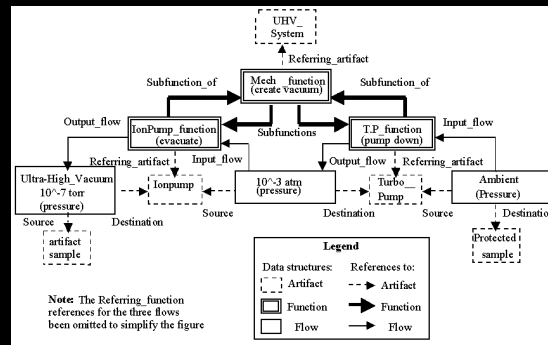 UHV_
System
Referring_artifact
Mech_function
(create vacuum)
Subfunction_of
Subfunction_of
Output_flow
IonPump_function
(evacuate)
Subfunctions
T.P_function
(pump down)
Input_flow
Referring_artifact
Input_flow
Output_flow
Referring_artifact
Ultra-High_Vacuum
10^-7 torr
(pressure)
Ionpump
10^-3 atm
(pressure)
Turbo_
Pump
Ambient
(Pressure)
Source
Destination
Source
Destination
Source
Destination
artifact
sample
Protected
sample
Legend
Data structures:
References to:
Artifact
Artifact
Function
Function
Flow
Flow
Note: The Referring_function
references for the three flows
been omitted to simplify the figure